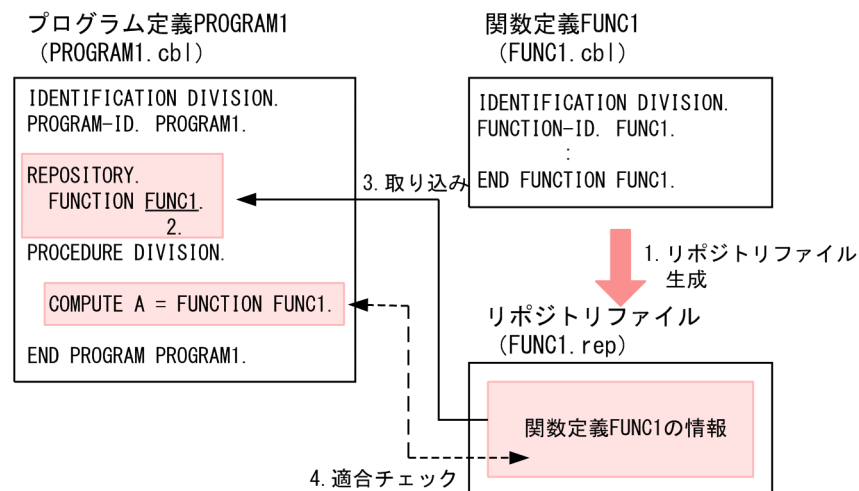 プログラム定義PROGRAM1
（PROGRAM1.cbl）
IDENTIFICATION DIVISION.
PROGRAM-ID. PROGRAM1.
REPOSITORY.
FUNCTION FUNC1.
2.
PROCEDURE DIVISION.
COMPUTE A = FUNCTION FUNC1.
END PROGRAM PROGRAM1.
3.取り込み
関数定義FUNC1
（FUNC1.cbl）
IDENTIFICATION DIVISION.
FUNCTION-ID. FUNC1.
:
END FUNCTION FUNC1.
1.リポジトリファイル
生成
リポジトリファイル
（FUNC1.rep）
関数定義FUNC1の情報
4.適合チェック